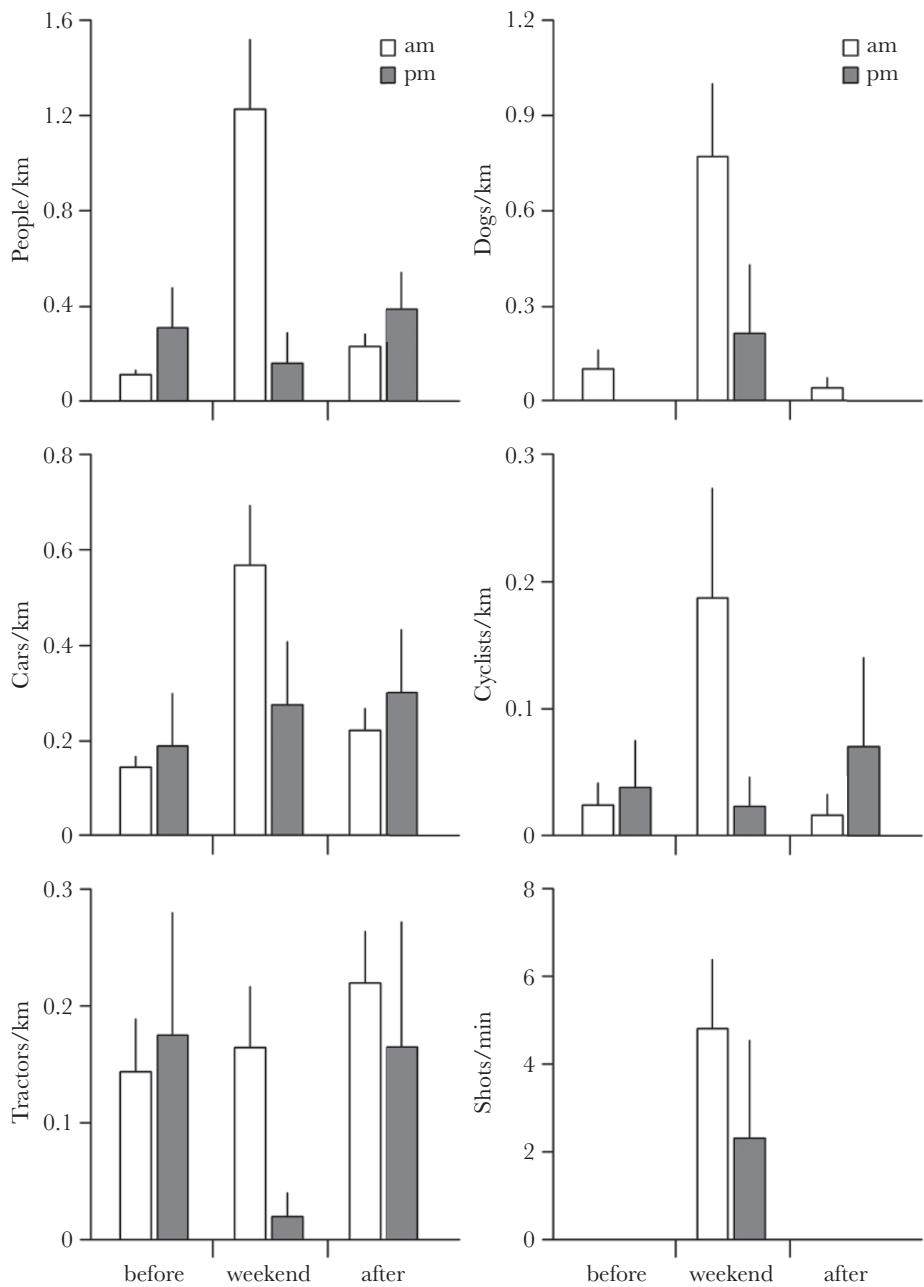 People/km
1.6
1.2
0.8
0.4
0
am
pm
Dogs/km
1.2
0.9
0.6
0.3
0
am
pm
Cars/km
0.8
0.6
0.4
0.2
0
Cyclists/km
0.3
0.2
0.1
0
Tractors/km
0.3
0.2
0.1
0
before weekend after
Shots/min
8
6
4
2
0
before weekend after